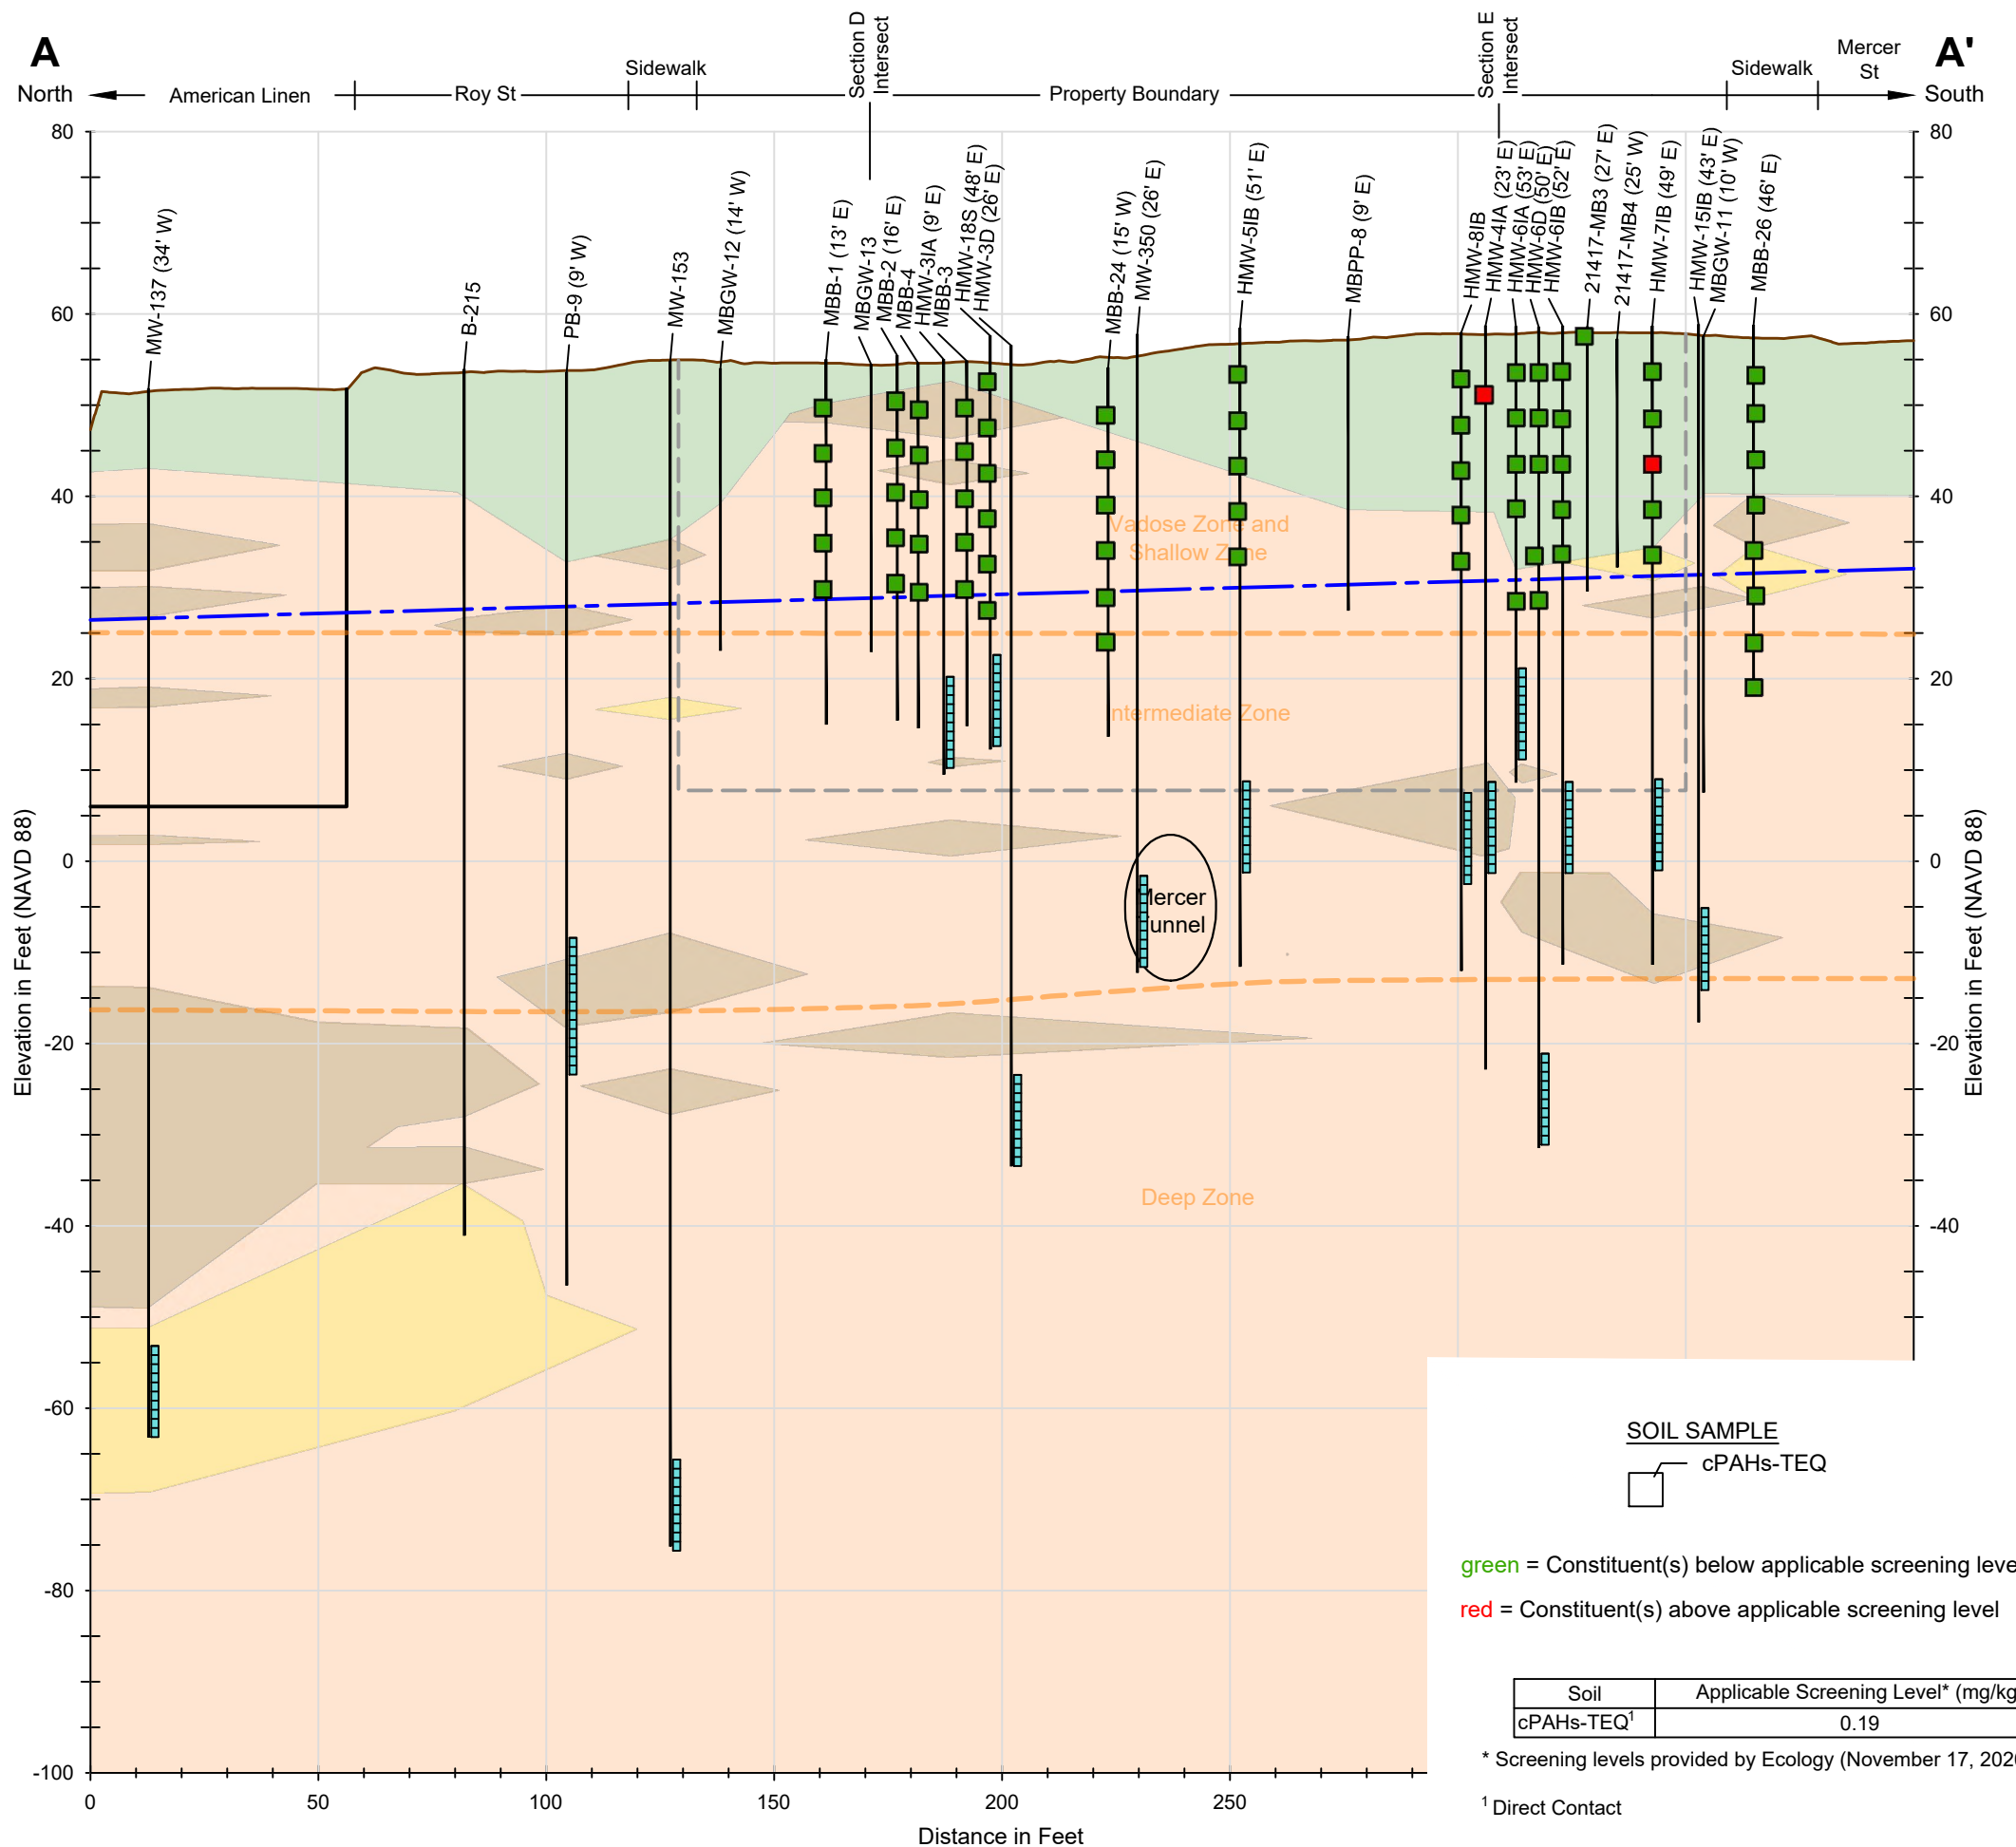 A
North
American Linen
Roy St
Sidewalk
Section D
Intersect
Property Boundary
Section E
Intersect
Sidewalk
Mercer
St
A'
South
80
60
40
20
0
-20
-40
-60
-80
-100
Elevation in Feet (NAVD 88)
MW-137 (34' W)
B-215
PB-9 (9' W)
MW-153
MBGW-12 (14' W)
MBB-1 (13' E)
MBGW-13
MBB-2 (16' E)
MBB-4
HMW-3IA (9' E)
MBB-3
HMW-18S (48' E)
HMW-3D (26' E)
MBB-24 (15' W)
MW-350 (26' E)
HMW-5IB (51' E)
MBPP-8 (9' E)
HMW-8IB
HMW-4IA (23' E)
HMW-6IA (53' E)
HMW-6D (50' E)
HMW-6IB (52' E)
21417-MB3 (27' E)
21417-MB4 (25' W)
HMW-7IB (49' E)
HMW-15IB (43' E)
MBGW-11 (10' W)
MBB-26 (46' E)
Vadose Zone and
Shallow Zone
Intermediate Zone
Mercer
Tunnel
Deep Zone
80
60
40
20
0
-20
-40
Elevation in Feet (NAVD 88)
0
50
100
150
200
250
Distance in Feet
SOIL SAMPLE
cPAHs-TEQ
green = Constituent(s) below applicable screening leve
red = Constituent(s) above applicable screening level
Soil
Applicable Screening Level* (mg/kg
cPAHs-TEQ1
0.19
* Screening levels provided by Ecology (November 17, 202
1 Direct Contact